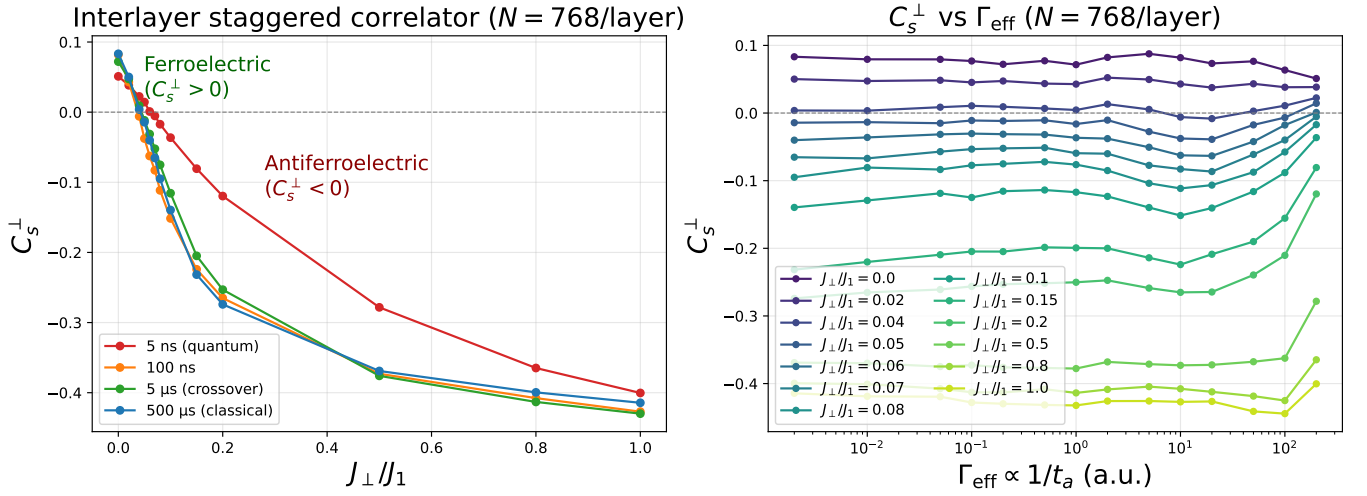 Interlayer staggered correlator (N = 768/layer)
0.1
0.0
−0.1
−0.2
−0.3
−0.4
C_s^⊥
Ferroelectric
(C_s^⊥ > 0)
Antiferroelectric
(C_s^⊥ < 0)
5 ns (quantum)
100 ns
5 µs (crossover)
500 µs (classical)
0.0 0.2 0.4 0.6 0.8 1.0
J_⊥/J_1
C_s^⊥ vs Γ_eff (N = 768/layer)
0.1
0.0
−0.1
−0.2
−0.3
−0.4
C_s^⊥
J_⊥/J_1 = 0.0
J_⊥/J_1 = 0.02
J_⊥/J_1 = 0.04
J_⊥/J_1 = 0.05
J_⊥/J_1 = 0.06
J_⊥/J_1 = 0.07
J_⊥/J_1 = 0.08
J_⊥/J_1 = 0.1
J_⊥/J_1 = 0.15
J_⊥/J_1 = 0.2
J_⊥/J_1 = 0.5
J_⊥/J_1 = 0.8
J_⊥/J_1 = 1.0
10^−2 10^−1 10^0 10^1 10^2
Γ_eff ∝ 1/t_a (a.u.)